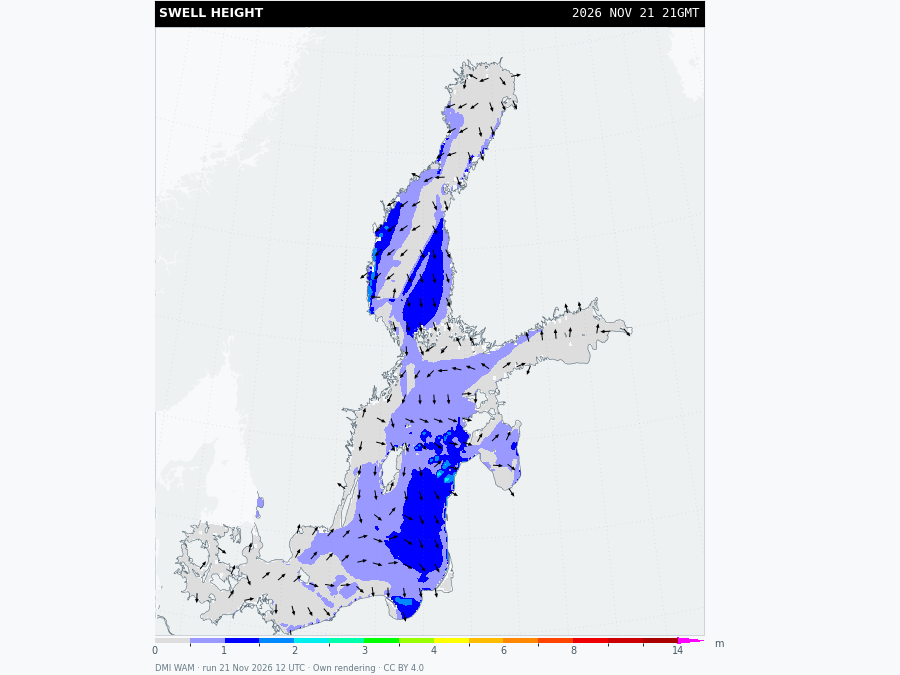 SWELL HEIGHT
2026 NOV 21 21GMT
0 1 2 3 4 6 8 14 m
DMI WAM · run 21 Nov 2026 12 UTC · Own rendering · CC BY 4.0